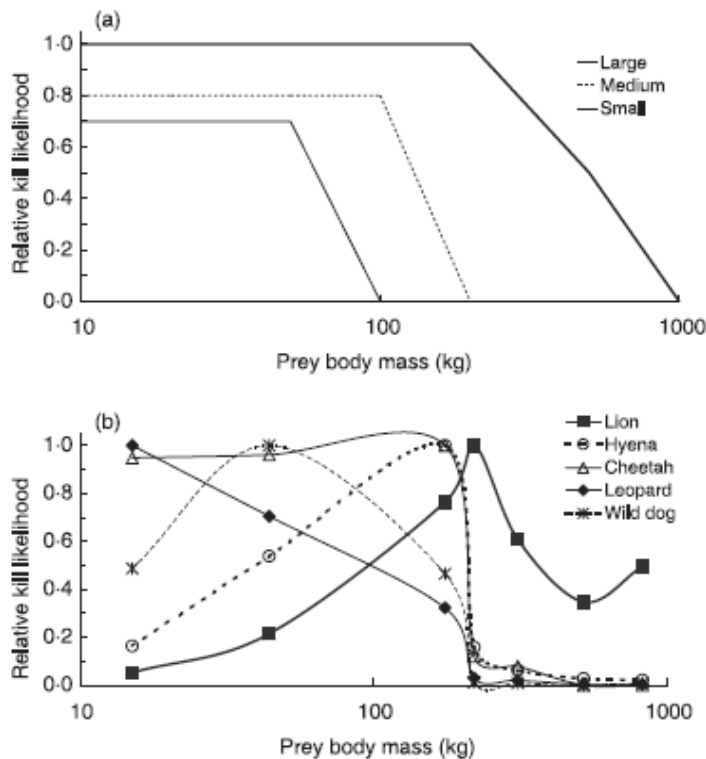 (a)
Relative kill likelihood
1·0
0·8
0·6
0·4
0·2
0·0
Large
Medium
Small
10
100
1000
Prey body mass (kg)
(b)
Relative kill likelihood
1.0
0.8
0.6
0.4
0.2
0.0
Lion
Hyena
Cheetah
Leopard
Wild dog
10
100
1000
Prey body mass (kg)